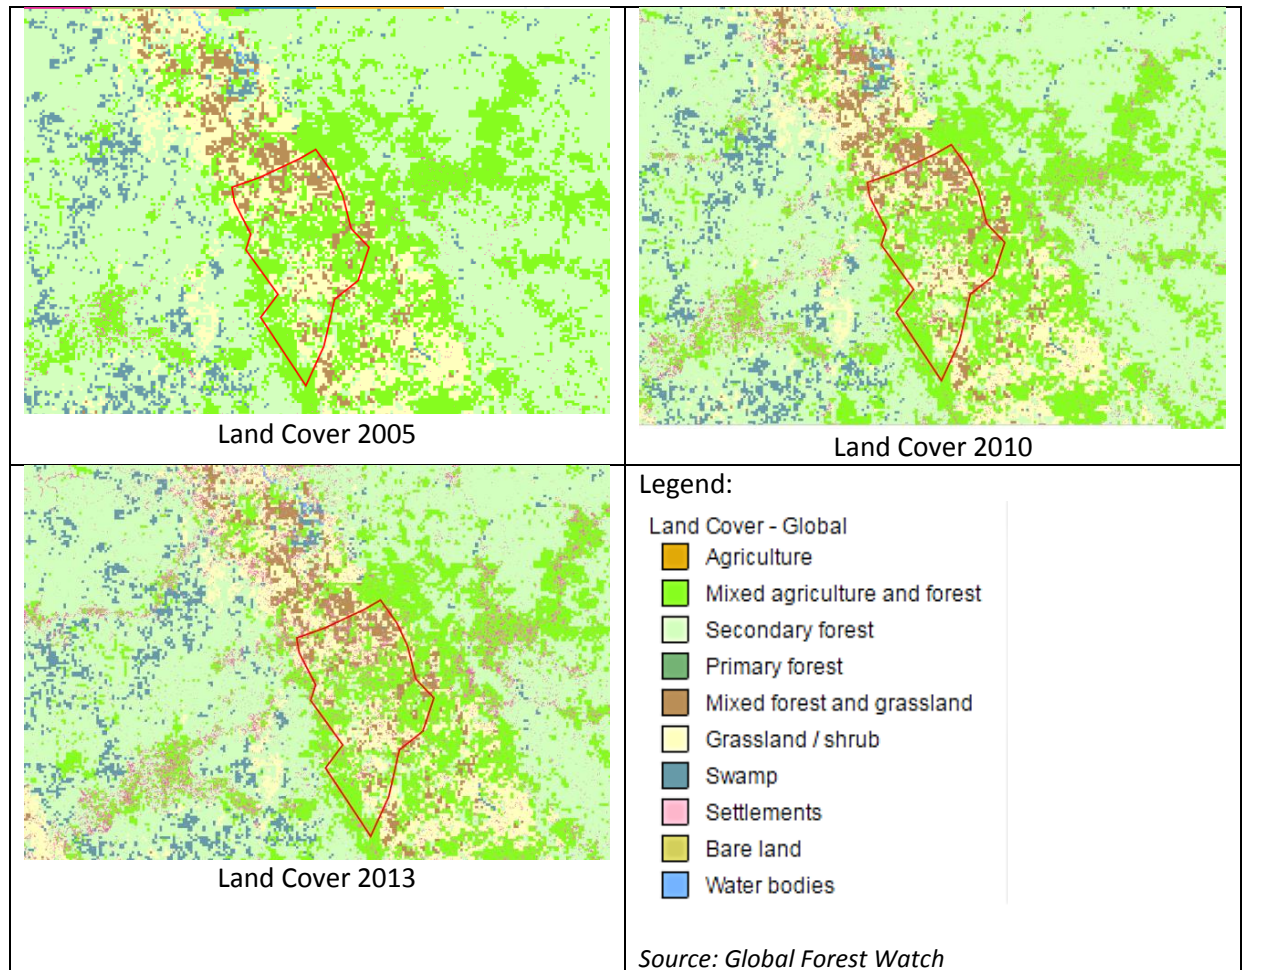 Land Cover 2005
Land Cover 2010
Land Cover 2013
Legend:
Land Cover - Global
Agriculture
Mixed agriculture and forest
Secondary forest
Primary forest
Mixed forest and grassland
Grassland / shrub
Swamp
Settlements
Bare land
Water bodies
Source: Global Forest Watch